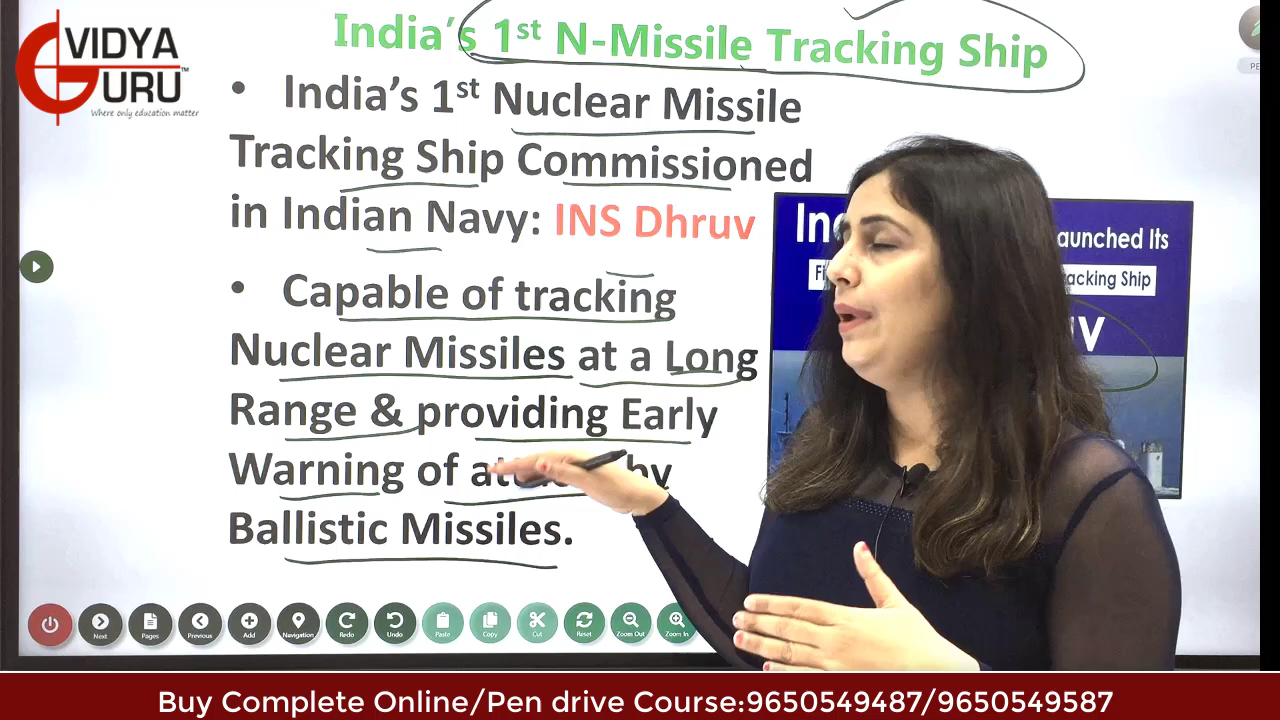 VIDYA
GURU™
Where only education matter
India's 1st N-Missile Tracking Ship
• India's 1st Nuclear Missile
Tracking Ship Commissioned
in Indian Navy: INS Dhruv
• Capable of tracking
Nuclear Missiles at a Long
Range & providing Early
Warning of by
Ballistic Missiles.
aunched Its
acking Ship
Next
Pages
Previous
Add
Navigation
Redo
Undo
Paste
Copy
Cut
Reset
Zoom Out
Zoom In
Buy Complete Online/Pen drive Course:9650549487/9650549587